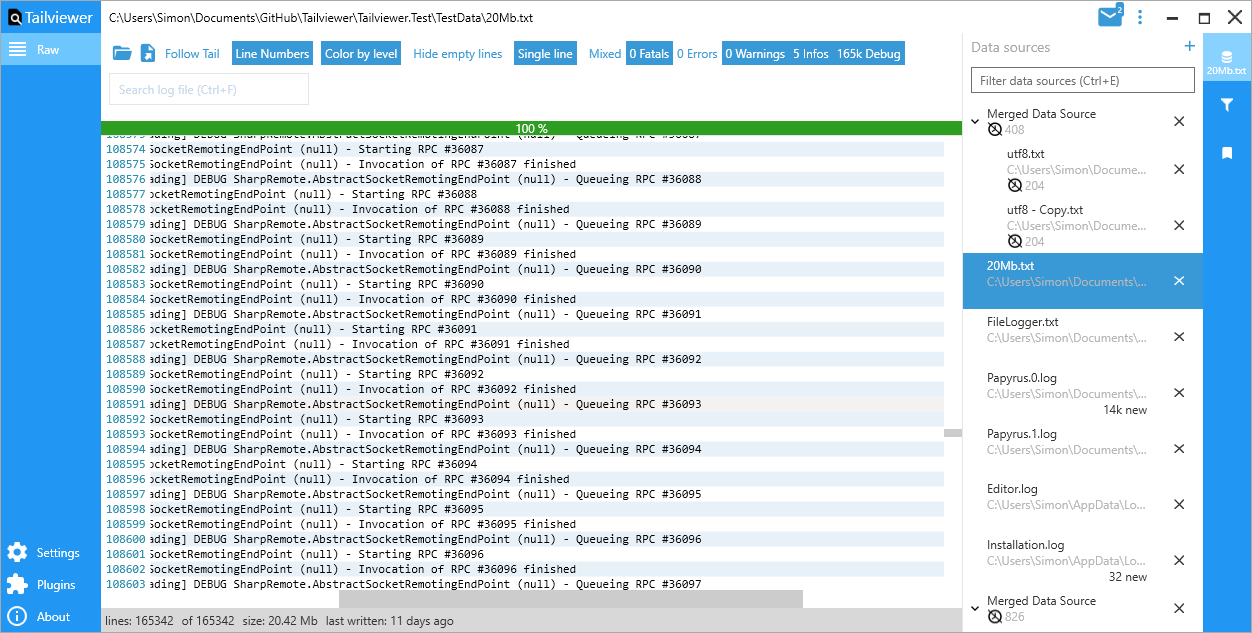 Tailviewer
C:\Users\Simon\Documents\GitHub\Tailviewer\Tailviewer.Test\TestData\20Mb.txt
2
Raw
Follow Tail Line Numbers Color by level Hide empty lines Single line Mixed 0 Fatals 0 Errors 0 Warnings 5 Infos 165k Debug
Search log file (Ctrl+F)
100 %
108574 SocketRemotingEndPoint (null) - Starting RPC #36087
108575 SocketRemotingEndPoint (null) - Invocation of RPC #36087 finished
108576 ading] DEBUG SharpRemote.AbstractSocketRemotingEndPoint (null) - Queueing RPC #36088
108577 ocketRemotingEndPoint (null) - Starting RPC #36088
108578 ocketRemotingEndPoint (null) - Invocation of RPC #36088 finished
108579 ading] DEBUG SharpRemote.AbstractSocketRemotingEndPoint (null) - Queueing RPC #36089
108580 SocketRemotingEndPoint (null) - Starting RPC #36089
108581 SocketRemotingEndPoint (null) - Invocation of RPC #36089 finished
108582 ading] DEBUG SharpRemote.AbstractSocketRemotingEndPoint (null) - Queueing RPC #36090
108583 SocketRemotingEndPoint (null) - Starting RPC #36090
108584 SocketRemotingEndPoint (null) - Invocation of RPC #36090 finished
108585 ading] DEBUG SharpRemote.AbstractSocketRemotingEndPoint (null) - Queueing RPC #36091
108586 ocketRemotingEndPoint (null) - Starting RPC #36091
108587 ocketRemotingEndPoint (null) - Invocation of RPC #36091 finished
108588 ading] DEBUG SharpRemote.AbstractSocketRemotingEndPoint (null) - Queueing RPC #36092
108589 SocketRemotingEndPoint (null) - Starting RPC #36092
108590 SocketRemotingEndPoint (null) - Invocation of RPC #36092 finished
108591 ading] DEBUG SharpRemote.AbstractSocketRemotingEndPoint (null) - Queueing RPC #36093
108592 SocketRemotingEndPoint (null) - Starting RPC #36093
108593 SocketRemotingEndPoint (null) - Invocation of RPC #36093 finished
108594 ading] DEBUG SharpRemote.AbstractSocketRemotingEndPoint (null) - Queueing RPC #36094
108595 ocketRemotingEndPoint (null) - Starting RPC #36094
108596 ocketRemotingEndPoint (null) - Invocation of RPC #36094 finished
108597 ading] DEBUG SharpRemote.AbstractSocketRemotingEndPoint (null) - Queueing RPC #36095
108598 SocketRemotingEndPoint (null) - Starting RPC #36095
108599 SocketRemotingEndPoint (null) - Invocation of RPC #36095 finished
108600 ading] DEBUG SharpRemote.AbstractSocketRemotingEndPoint (null) - Queueing RPC #36096
108601 SocketRemotingEndPoint (null) - Starting RPC #36096
108602 SocketRemotingEndPoint (null) - Invocation of RPC #36096 finished
108603 ading] DEBUG SharpRemote.AbstractSocketRemotingEndPoint (null) - Queueing RPC #36097
lines: 165342 of 165342 size: 20.42 Mb last written: 11 days ago
Settings
Plugins
About
Data sources
Filter data sources (Ctrl+E)
Merged Data Source
408
utf8.txt
C:\Users\Simon\Docume...
204
utf8 - Copy.txt
C:\Users\Simon\Docume...
204
20Mb.txt
C:\Users\Simon\Documents\...
FileLogger.txt
C:\Users\Simon\Documents\...
Papyrus.0.log
C:\Users\Simon\Documents\...
14k new
Papyrus.1.log
C:\Users\Simon\Documents\...
Editor.log
C:\Users\Simon\AppData\Lo...
Installation.log
C:\Users\Simon\AppData\Lo...
32 new
Merged Data Source
826
20Mb.txt